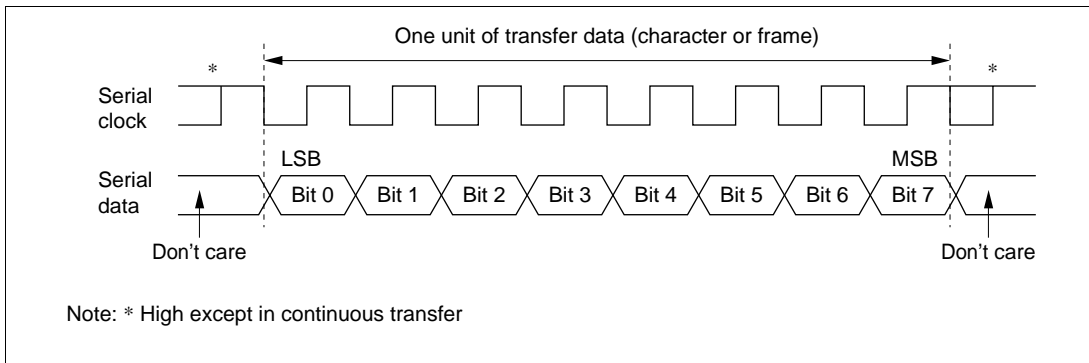 One unit of transfer data (character or frame)
* *
Serial
clock
LSB MSB
Serial
data
Bit 0 Bit 1 Bit 2 Bit 3 Bit 4 Bit 5 Bit 6 Bit 7
Don’t care Don’t care
Note: * High except in continuous transfer